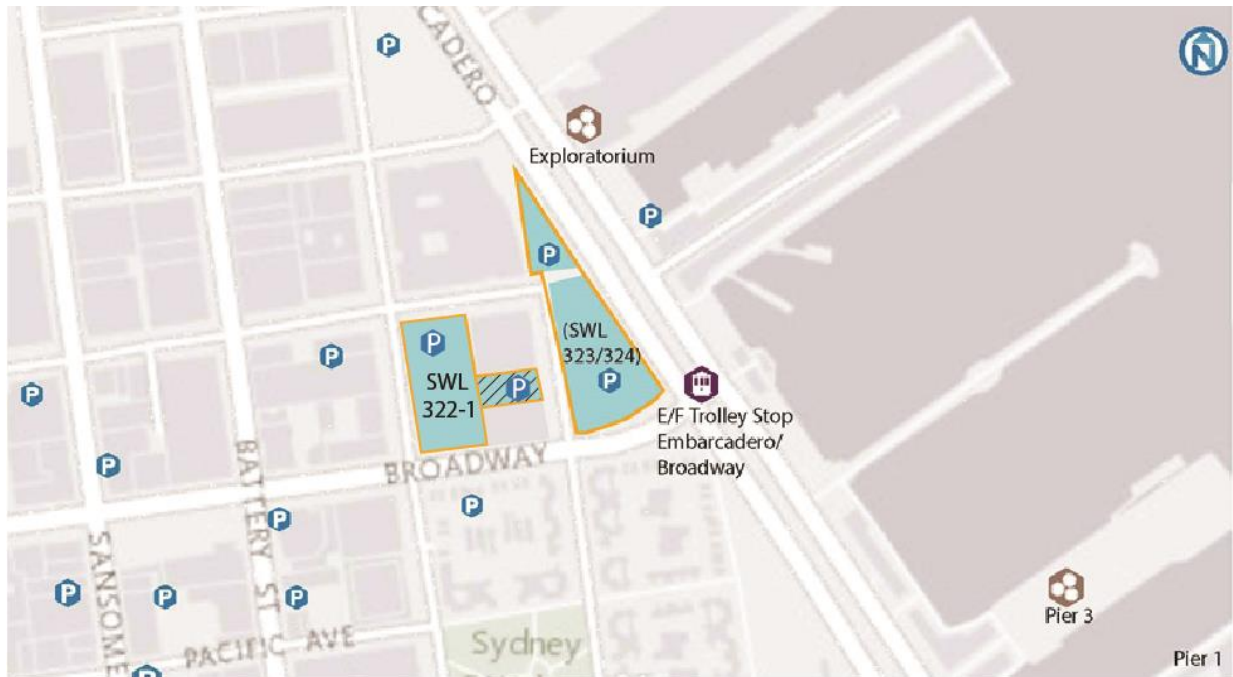 CADERO
N
P
Exploratorium
P
P
(SWL
323/324)
P
P
P
SWL
322-1
P
P
P
E/F Trolley Stop
Embarcadero/
Broadway
BROADWAY
BATTERY ST
P
P
P
SANSOME
P
P
P
PACIFIC AVE
Sydney
P
Pier 3
Pier 1